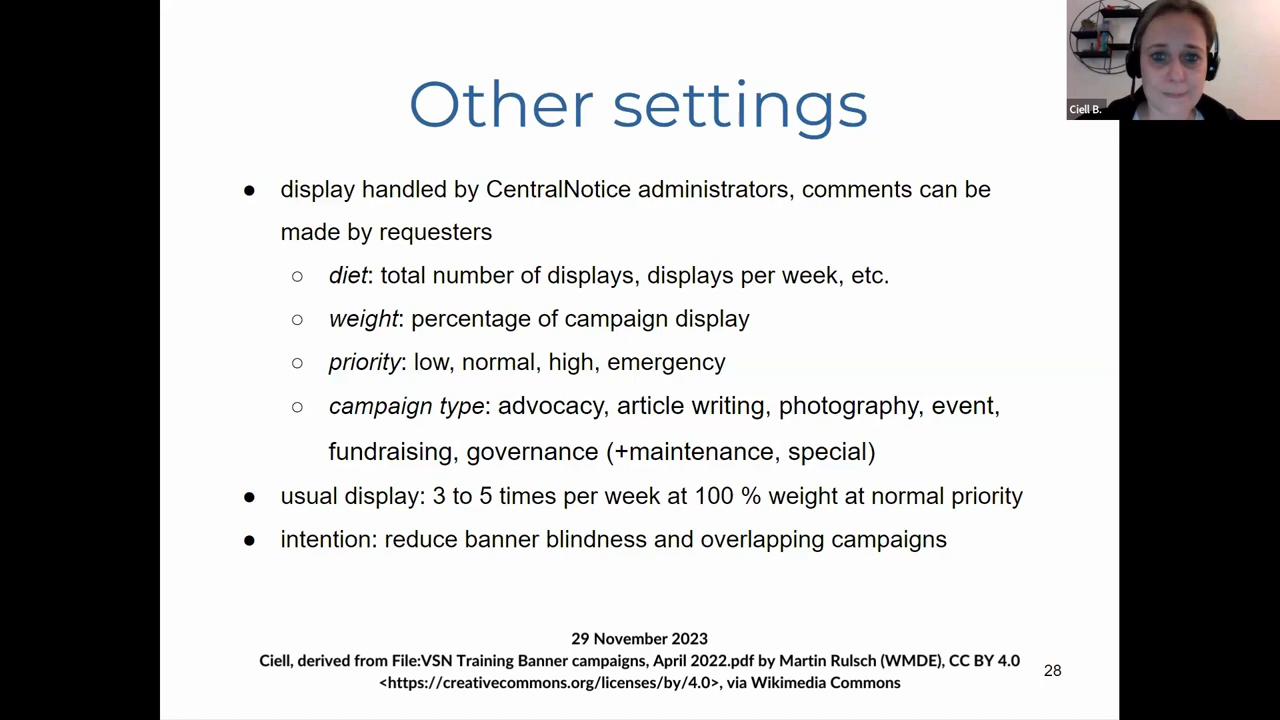 Other settings
Ciell B.
● display handled by CentralNotice administrators, comments can be
made by requesters
○ diet: total number of displays, displays per week, etc.
○ weight: percentage of campaign display
○ priority: low, normal, high, emergency
○ campaign type: advocacy, article writing, photography, event,
fundraising, governance (+maintenance, special)
● usual display: 3 to 5 times per week at 100 % weight at normal priority
● intention: reduce banner blindness and overlapping campaigns
29 November 2023
Ciell, derived from File:VSN Training Banner campaigns, April 2022.pdf by Martin Rulsch (WMDE), CC BY 4.0
<https://creativecommons.org/licenses/by/4.0>, via Wikimedia Commons
28